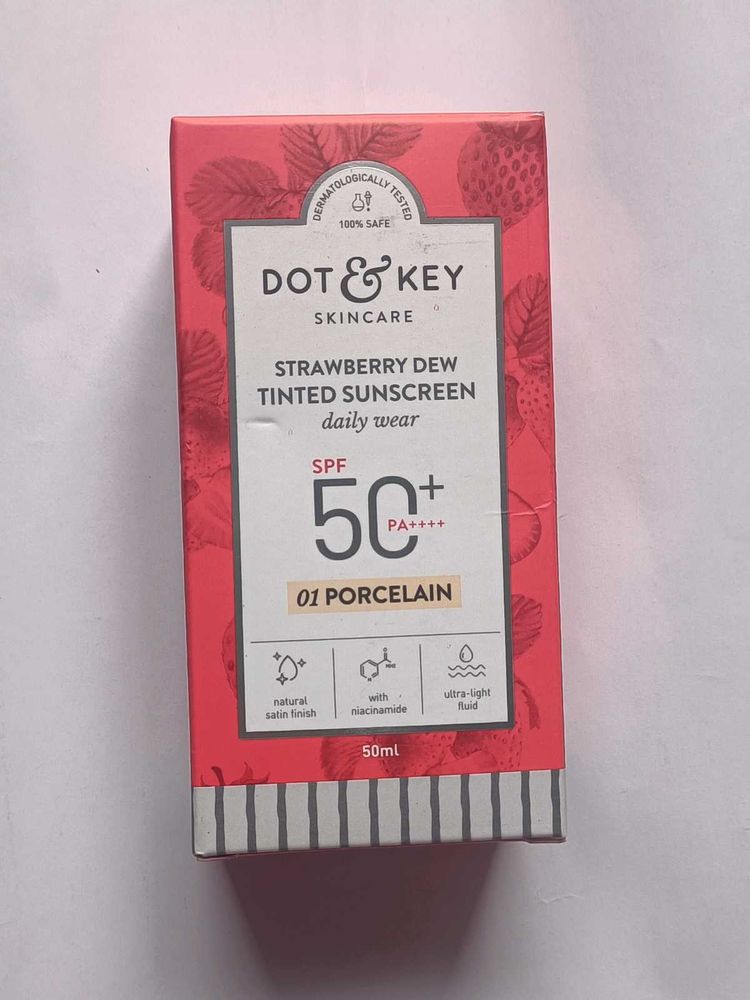 DERMATOLOGICALLY TESTED
100% SAFE
DOT & KEY
SKINCARE
STRAWBERRY DEW
TINTED SUNSCREEN
daily wear
SPF
50+
PA++++
01 PORCELAIN
natural
satin finish
with
niacinamide
ultra-light
fluid
50ml